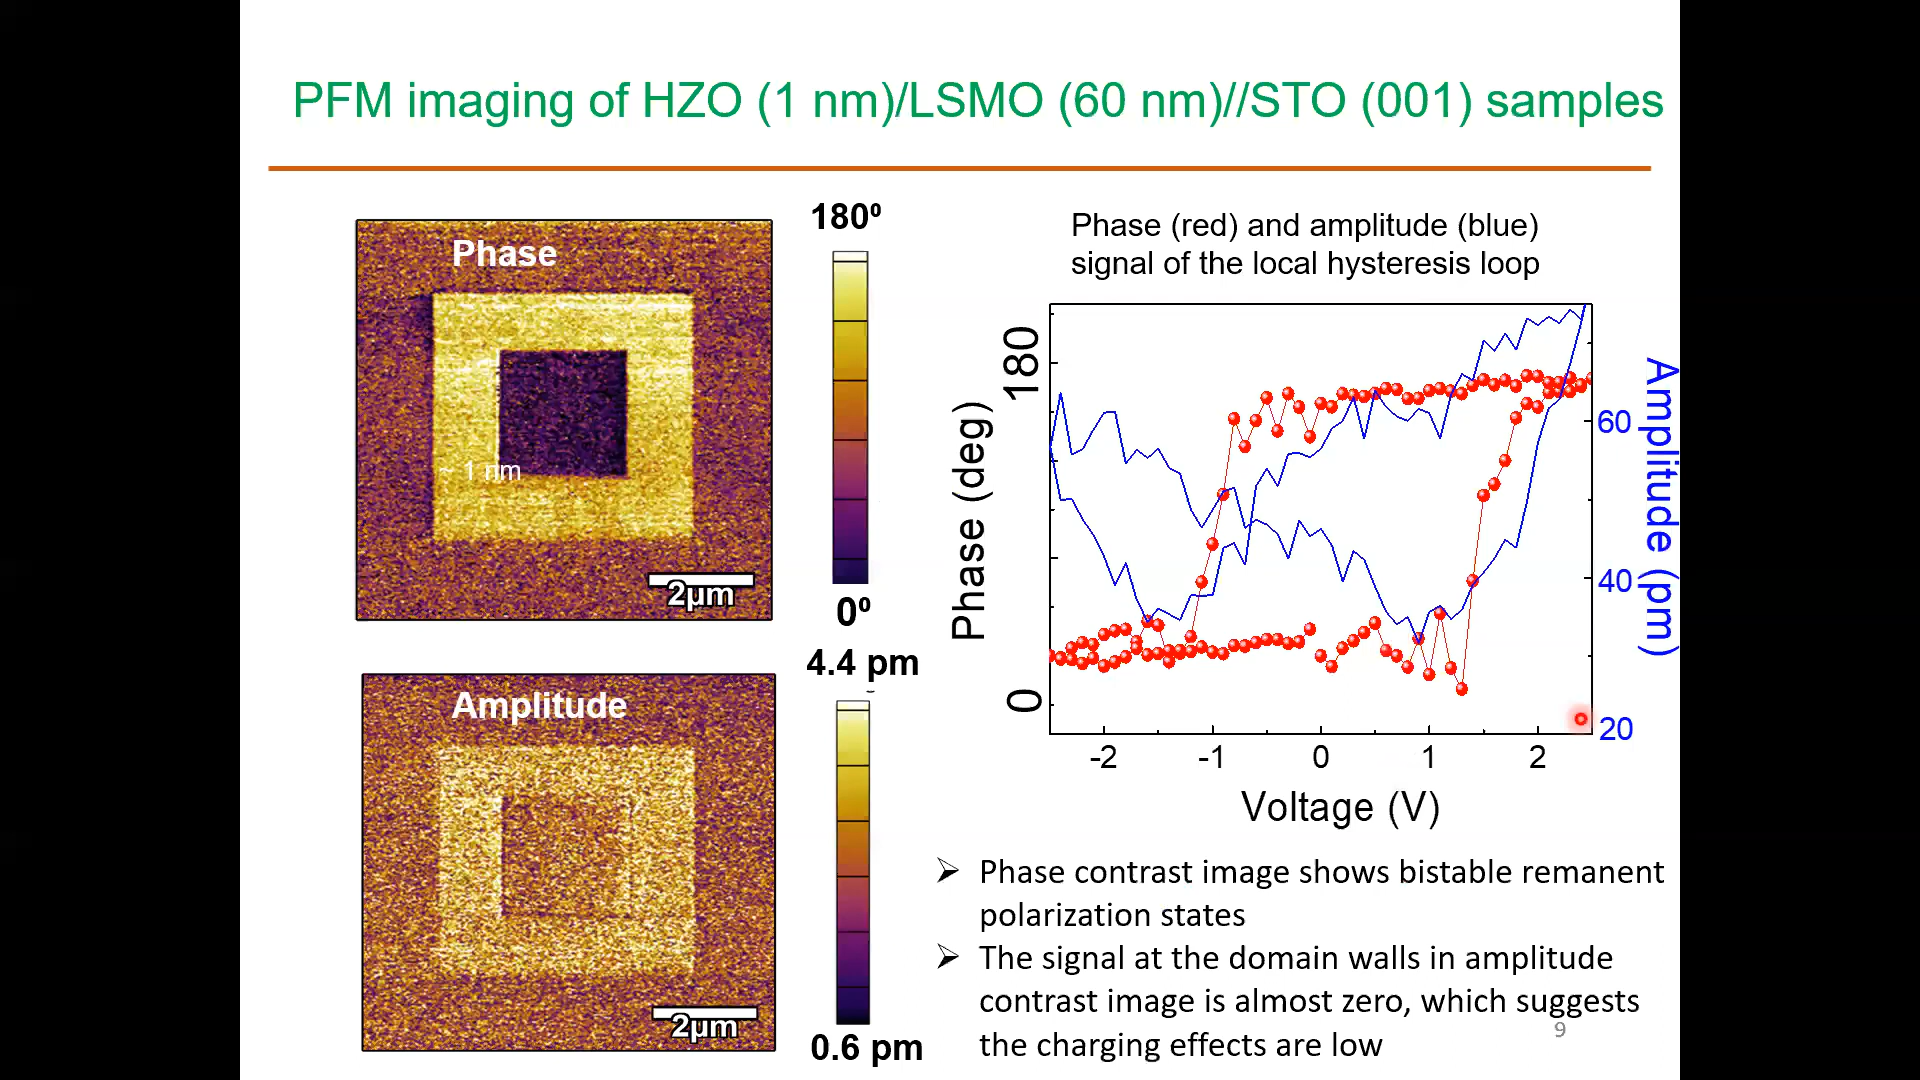 PFM imaging of HZO (1 nm)/LSMO (60 nm)//STO (001) samples
Phase
~ 1 nm
2µm
180⁰
0⁰
Amplitude
2µm
4.4 pm
0.6 pm
Phase (red) and amplitude (blue)
signal of the local hysteresis loop
Phase (deg)
180
0
Amplitude (pm)
60
40
20
-2 -1 0 1 2
Voltage (V)
➢ Phase contrast image shows bistable remanent
polarization states
➢ The signal at the domain walls in amplitude
contrast image is almost zero, which suggests
the charging effects are low
9